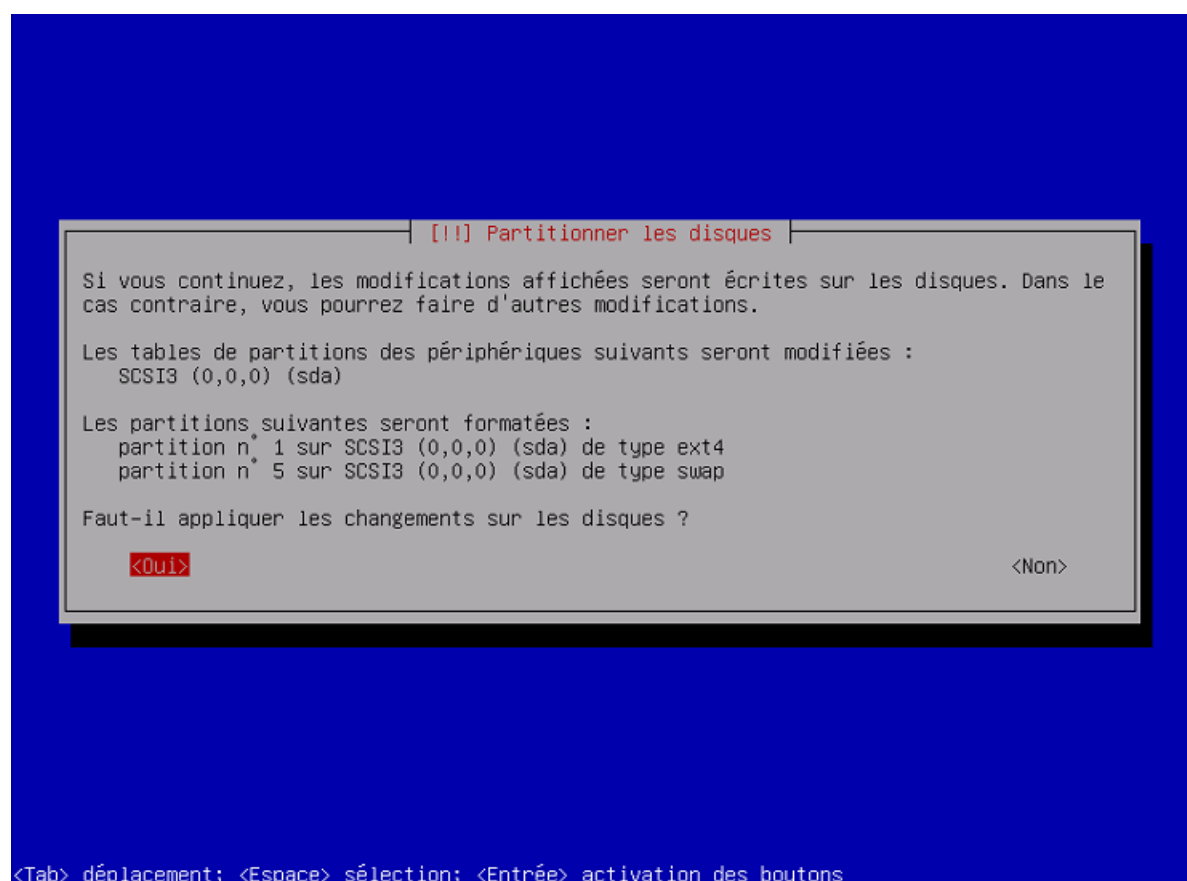 [!!] Partitionner les disques
Si vous continuez, les modifications affichées seront écrites sur les disques. Dans le
cas contraire, vous pourrez faire d'autres modifications.
Les tables de partitions des périphériques suivants seront modifiées :
SCSI3 (0,0,0) (sda)
Les partitions suivantes seront formatées :
partition n° 1 sur SCSI3 (0,0,0) (sda) de type ext4
partition n° 5 sur SCSI3 (0,0,0) (sda) de type swap
Faut-il appliquer les changements sur les disques ?
<Oui> <Non>
<Tab> déplacement; <Espace> sélection; <Entrée> activation des boutons